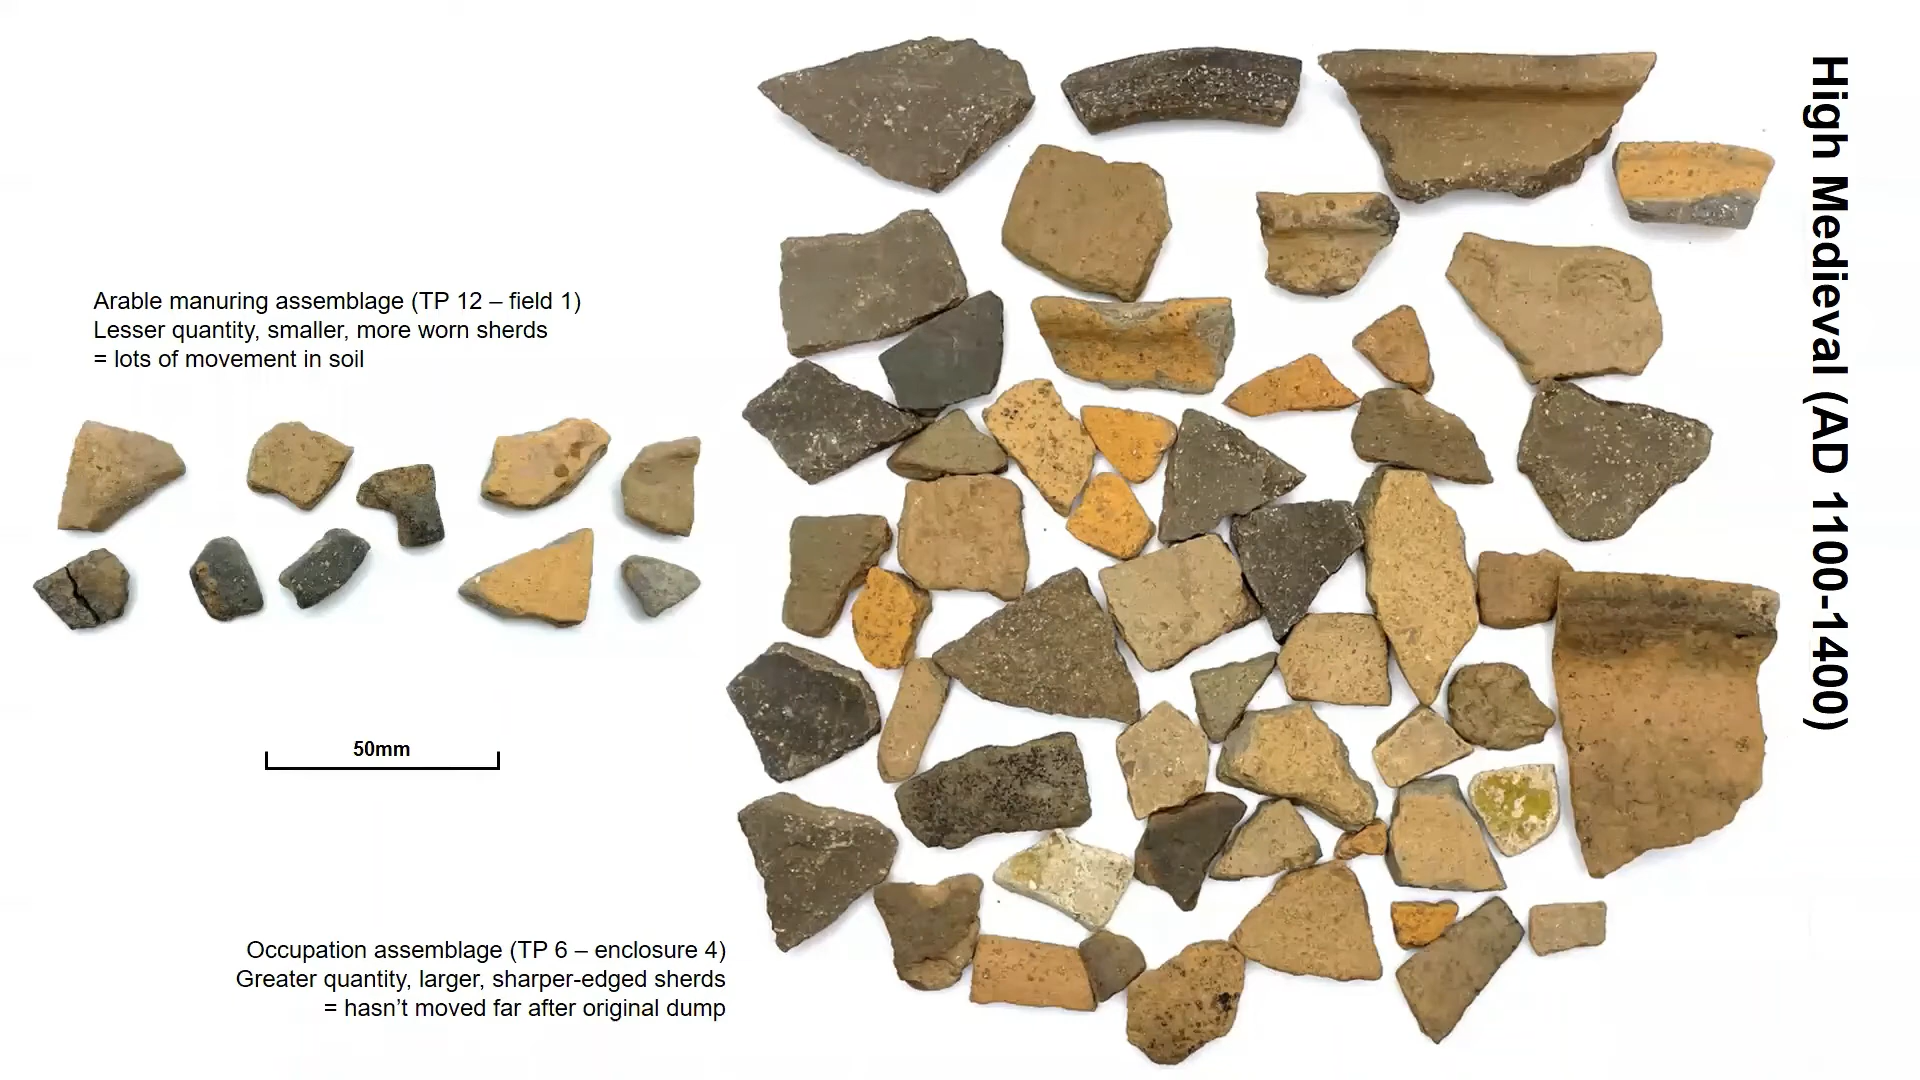 High Medieval (AD 1100-1400)
Arable manuring assemblage (TP 12 – field 1)
Lesser quantity, smaller, more worn sherds
= lots of movement in soil
50mm
Occupation assemblage (TP 6 – enclosure 4)
Greater quantity, larger, sharper-edged sherds
= hasn’t moved far after original dump